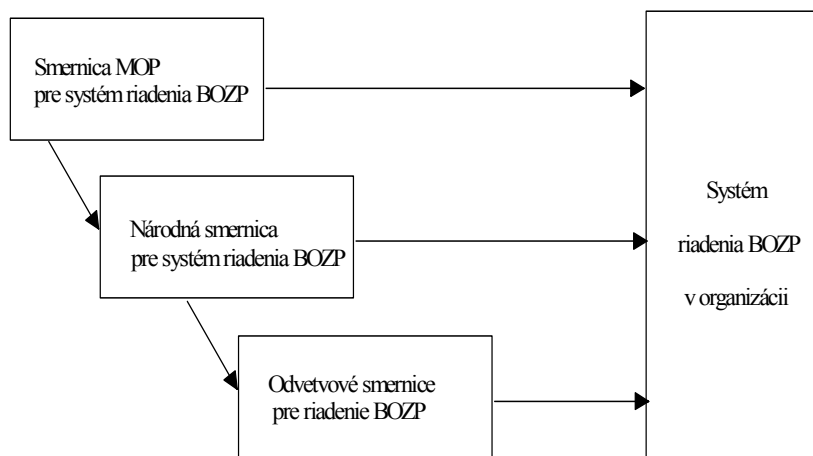 Smernica MOP
pre systém riadenia BOZP
Národná smernica
pre systém riadenia BOZP
Odvetvové smernice
pre riadenie BOZP
Systém
riadenia BOZP
v organizácii